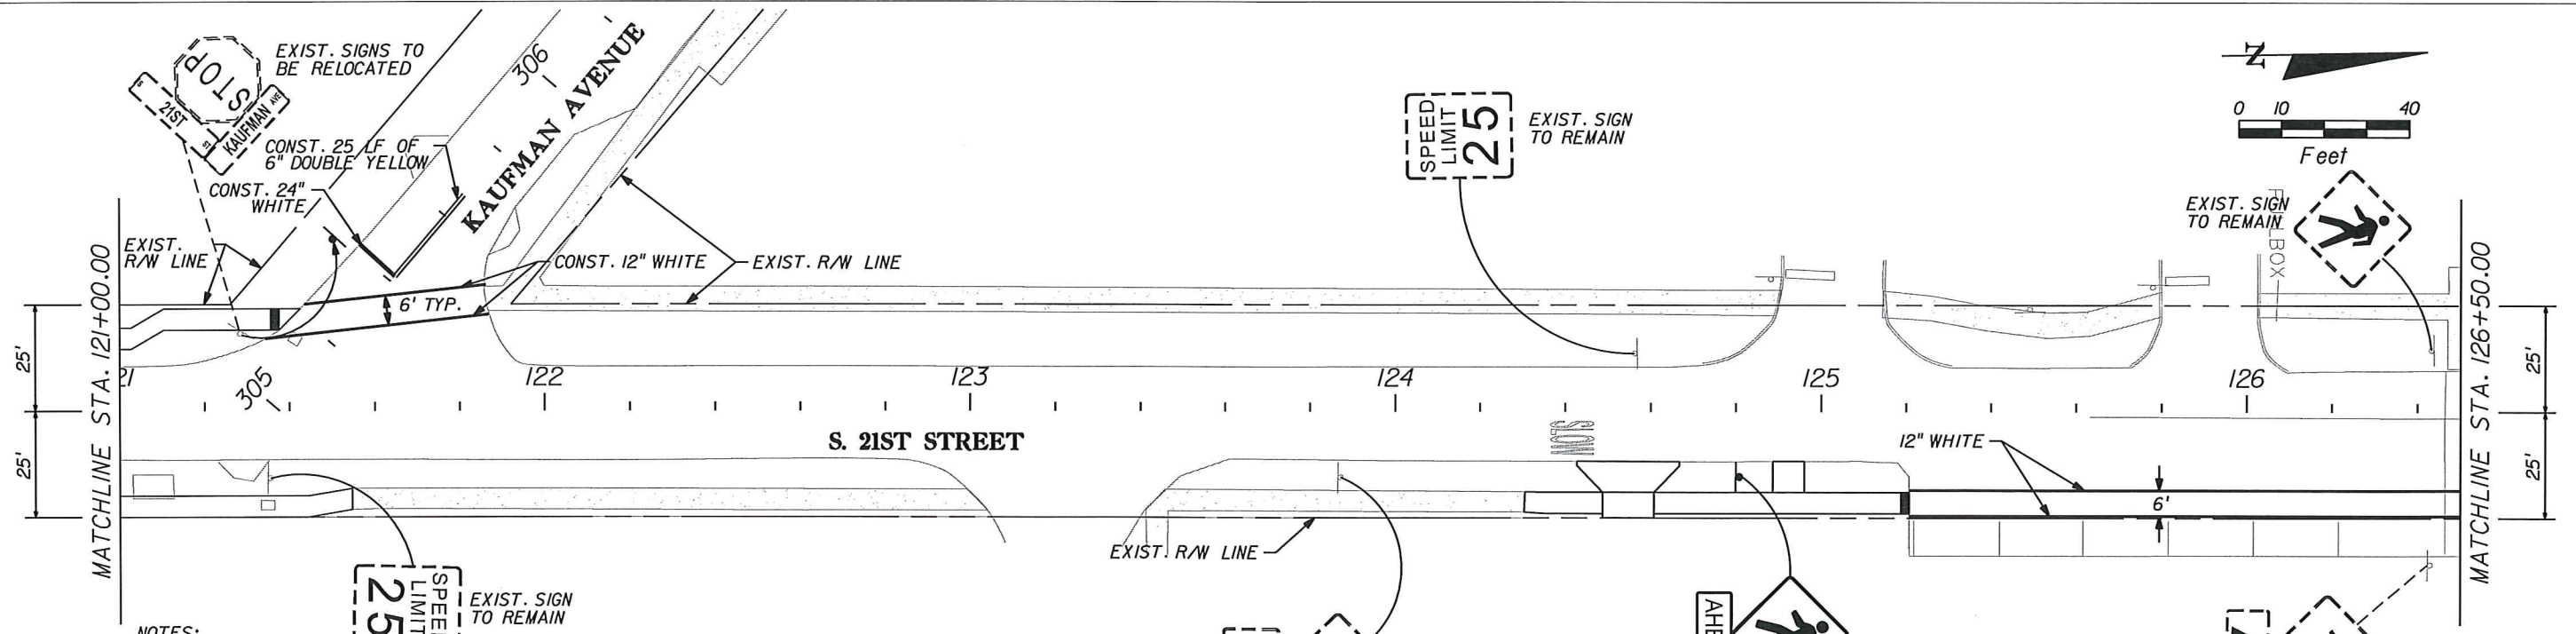 EXIST. SIGNS TO
BE RELOCATED
STOP
21ST
ST
KAUFMAN AVE
306
KAUFMAN AVENUE
CONST. 25 LF OF
6" DOUBLE YELLOW
CONST. 24"
WHITE
EXIST.
R/W LINE
CONST. 12" WHITE
EXIST. R/W LINE
6' TYP.
SPEED
LIMIT
25
EXIST. SIGN
TO REMAIN
N
0 10 40
Feet
EXIST. SIGN
TO REMAIN
MATCHLINE STA. 121+00.00
25'
25'
21
305
122
123
124
125
126
S. 21ST STREET
SLOW
12" WHITE
6'
EXIST. R/W LINE
MATCHLINE STA. 126+50.00
25'
25'
SPEED
LIMIT
25
EXIST. SIGN
TO REMAIN
NOTES: